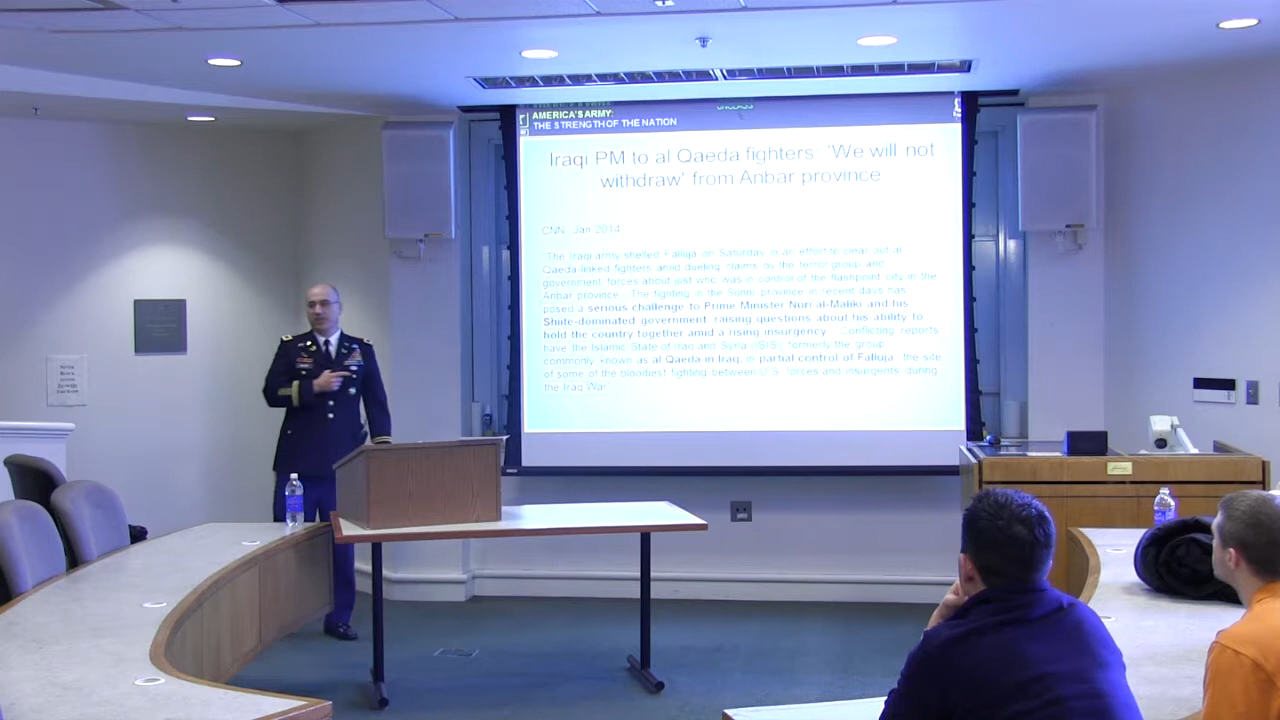 UNCLASS
AMERICA'S ARMY:
THE STRENGTH OF THE NATION
Iraqi PM to al Qaeda fighters: 'We will not
withdraw' from Anbar province
CNN, Jan 2014
"The Iraqi army shelled Falluja on Saturday in an effort to clear out al
Qaeda-linked fighters amid dueling claims by the terror group and
government forces about just who was in control of the flashpoint city in the
Anbar province. The fighting in the Sunni province in recent days has
posed a serious challenge to Prime Minister Nuri al-Maliki and his
Shiite-dominated government, raising questions about his ability to
hold the country together amid a rising insurgency. Conflicting reports
have the Islamic State of Iraq and Syria (ISIS), formerly the group
commonly known as al Qaeda in Iraq, in partial control of Falluja, the site
of some of the bloodiest fighting between U.S. forces and insurgents during
the Iraq War